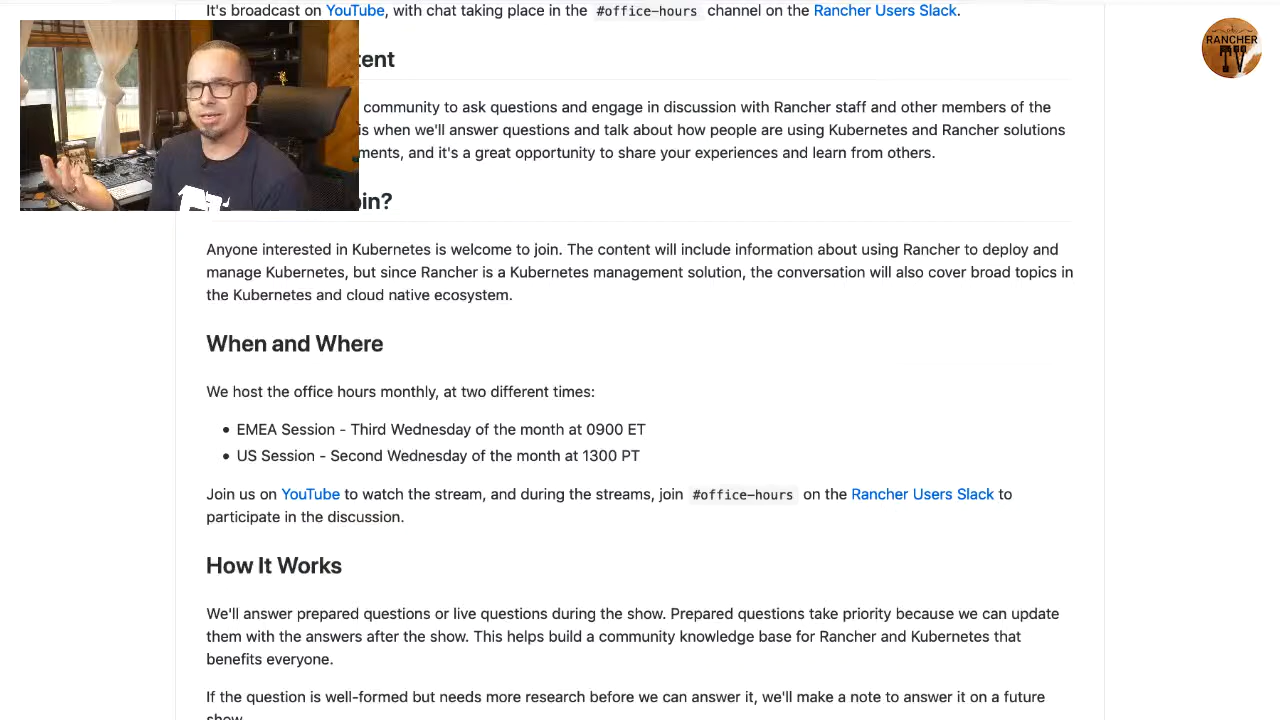 It's broadcast on YouTube, with chat taking place in the #office-hours channel on the Rancher Users Slack.
RANCHER
TV
tent
community to ask questions and engage in discussion with Rancher staff and other members of the
is when we'll answer questions and talk about how people are using Kubernetes and Rancher solutions
ments, and it's a great opportunity to share your experiences and learn from others.
oin?
Anyone interested in Kubernetes is welcome to join. The content will include information about using Rancher to deploy and
manage Kubernetes, but since Rancher is a Kubernetes management solution, the conversation will also cover broad topics in
the Kubernetes and cloud native ecosystem.
When and Where
We host the office hours monthly, at two different times:
• EMEA Session - Third Wednesday of the month at 0900 ET
• US Session - Second Wednesday of the month at 1300 PT
Join us on YouTube to watch the stream, and during the streams, join #office-hours on the Rancher Users Slack to
participate in the discussion.
How It Works
We'll answer prepared questions or live questions during the show. Prepared questions take priority because we can update
them with the answers after the show. This helps build a community knowledge base for Rancher and Kubernetes that
benefits everyone.
If the question is well-formed but needs more research before we can answer it, we'll make a note to answer it on a future
show.